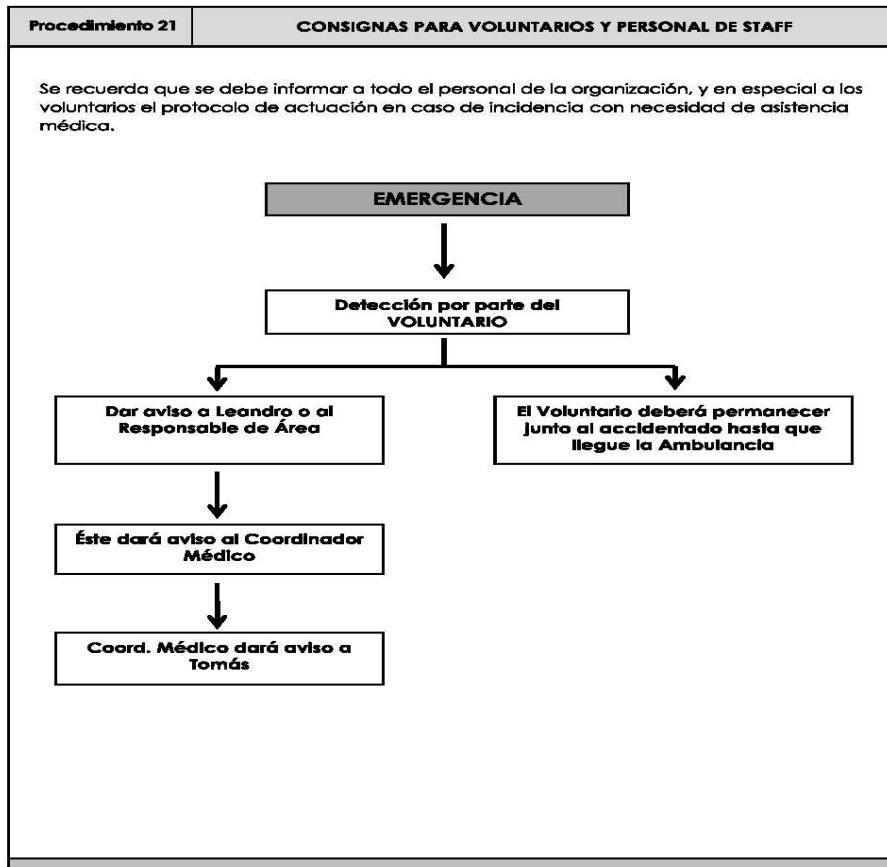 Procedimiento 21
CONSIGNAS PARA VOLUNTARIOS Y PERSONAL DE STAFF
Se recuerda que se debe informar a todo el personal de la organización, y en especial a los
voluntarios el protocolo de actuación en caso de incidencia con necesidad de asistencia
médica.
EMERGENCIA
Detección por parte del
VOLUNTARIO
Dar aviso a Leandro o al
Responsable de Área
El Voluntario deberá permanecer
junto al accidentado hasta que
llegue la Ambulancia
Éste dará aviso al Coordinador
Médico
Coord. Médico dará aviso a
Tomás